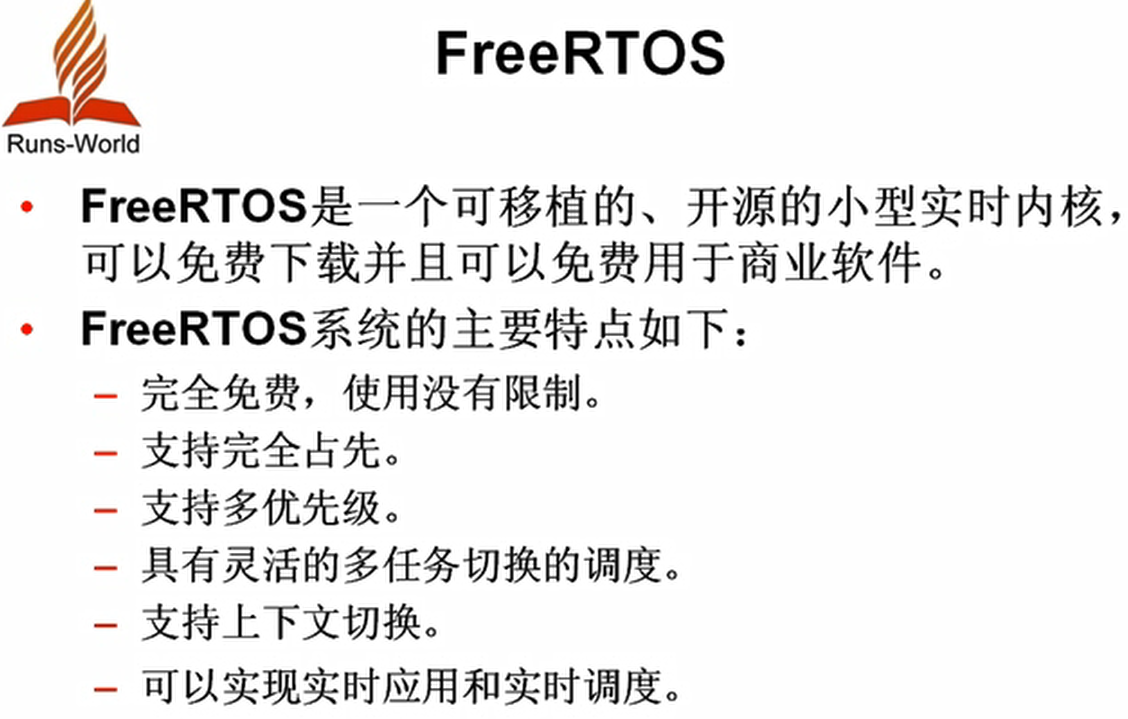 FreeRTOS
Runs-World
• FreeRTOS是一个可移植的、开源的小型实时内核，
可以免费下载并且可以免费用于商业软件。
• FreeRTOS系统的主要特点如下：
– 完全免费，使用没有限制。
– 支持完全占先。
– 支持多优先级。
– 具有灵活的多任务切换的调度。
– 支持上下文切换。
– 可以实现实时应用和实时调度。